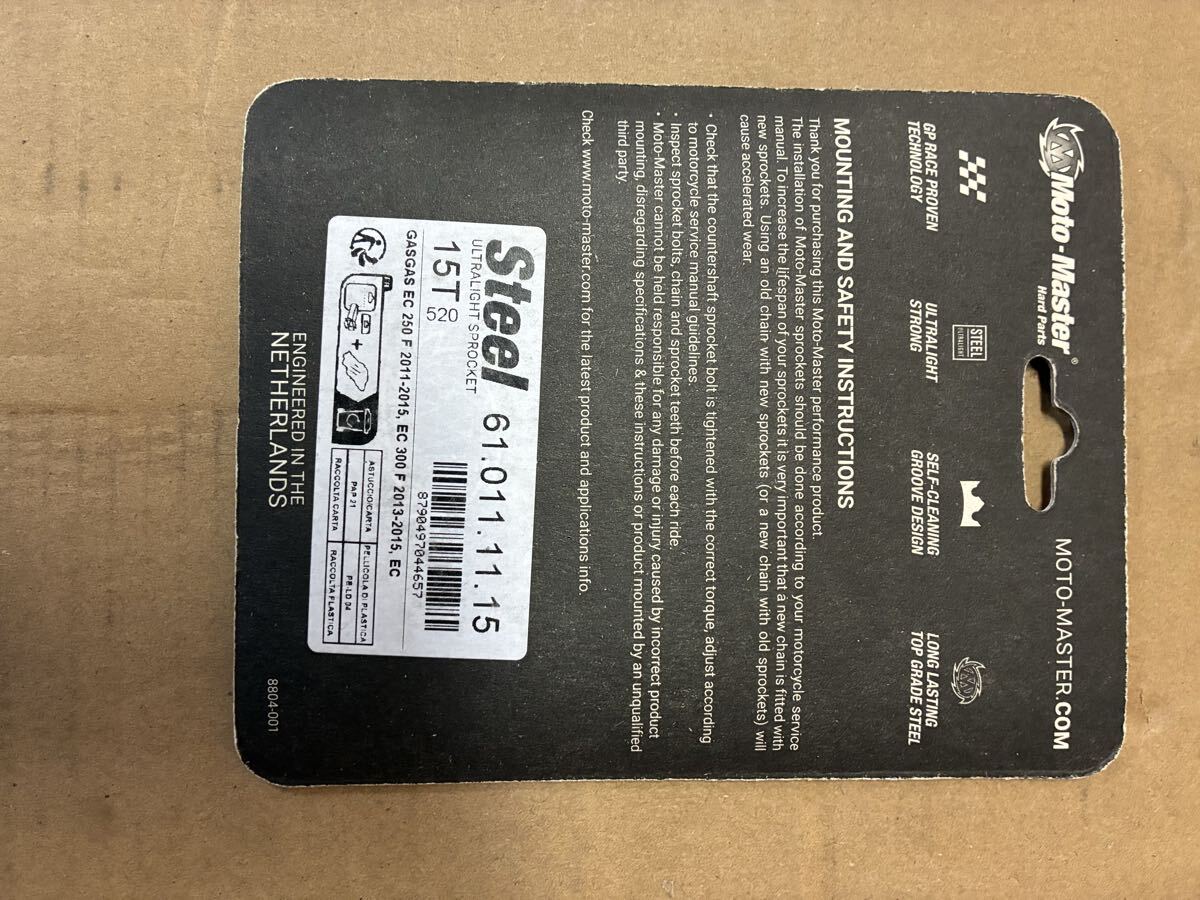 Moto-Master®
Hard Parts
MOTO-MASTER.COM
GP RACE PROVEN
TECHNOLOGY
STEEL
ULTRALIGHT
ULTRALIGHT
STRONG
SELF-CLEANING
GROOVE DESIGN
LONG LASTING
TOP GRADE STEEL
MOUNTING AND SAFETY INSTRUCTIONS
Thank you for purchasing this Moto-Master performance product.
The installation of Moto-Master sprockets should be done according to your motorcycle service
manual. To increase the lifespan of your sprockets it is very important that a new chain is fitted with
new sprockets. Using an old chain with new sprockets (or a new chain with old sprockets) will
cause accelerated wear.
• Check that the countershaft sprocket bolt is tightened with the correct torque, adjust according
to motorcycle service manual guidelines.
• Inspect sprocket bolts, chain and sprocket teeth before each ride.
• Moto-Master cannot be held responsible for any damage or injury caused by incorrect product
mounting, disregarding specifications & these instructions or product mounted by an unqualified
third party.
Check www.moto-master.com for the latest product and applications info.
Steel 61.011.11.15
ULTRALIGHT SPROCKET
15T 520
8790497044657
GASGAS EC 250 F 2011-2015, EC 300 F 2013-2015, EC
FR
ASTUCCIO/CARTA
PELLICOLA DI PLASTICA
PAP 21
PE-LD 04
RACCOLTA CARTA
RACCOLTA PLASTICA
ENGINEERED IN THE
NETHERLANDS
8804-001